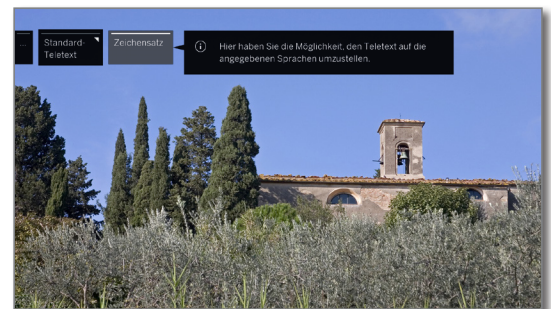 ...
Standard-
Teletext
Zeichensatz
Hier haben Sie die Möglichkeit, den Teletext auf die
angegebenen Sprachen umzustellen.